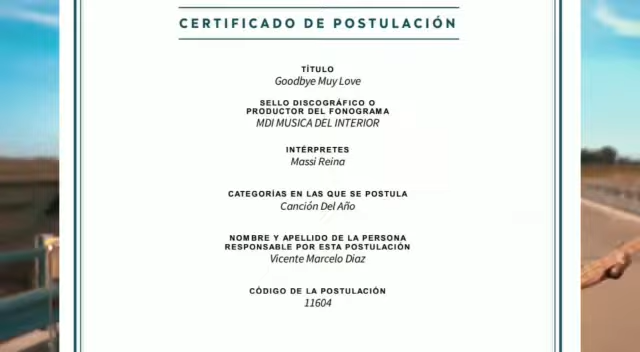 CERTIFICADO DE POSTULACIÓN
TÍTULO
Goodbye Muy Love
SELLO DISCOGRÁFICO O
PRODUCTOR DEL FONOGRAMA
MDI MUSICA DEL INTERIOR
INTÉRPRETES
Massi Reina
CATEGORÍAS EN LAS QUE SE POSTULA
Canción Del Año
NOMBRE Y APELLIDO DE LA PERSONA
RESPONSABLE POR ESTA POSTULACIÓN
Vicente Marcelo Diaz
CÓDIGO DE LA POSTULACIÓN
11604